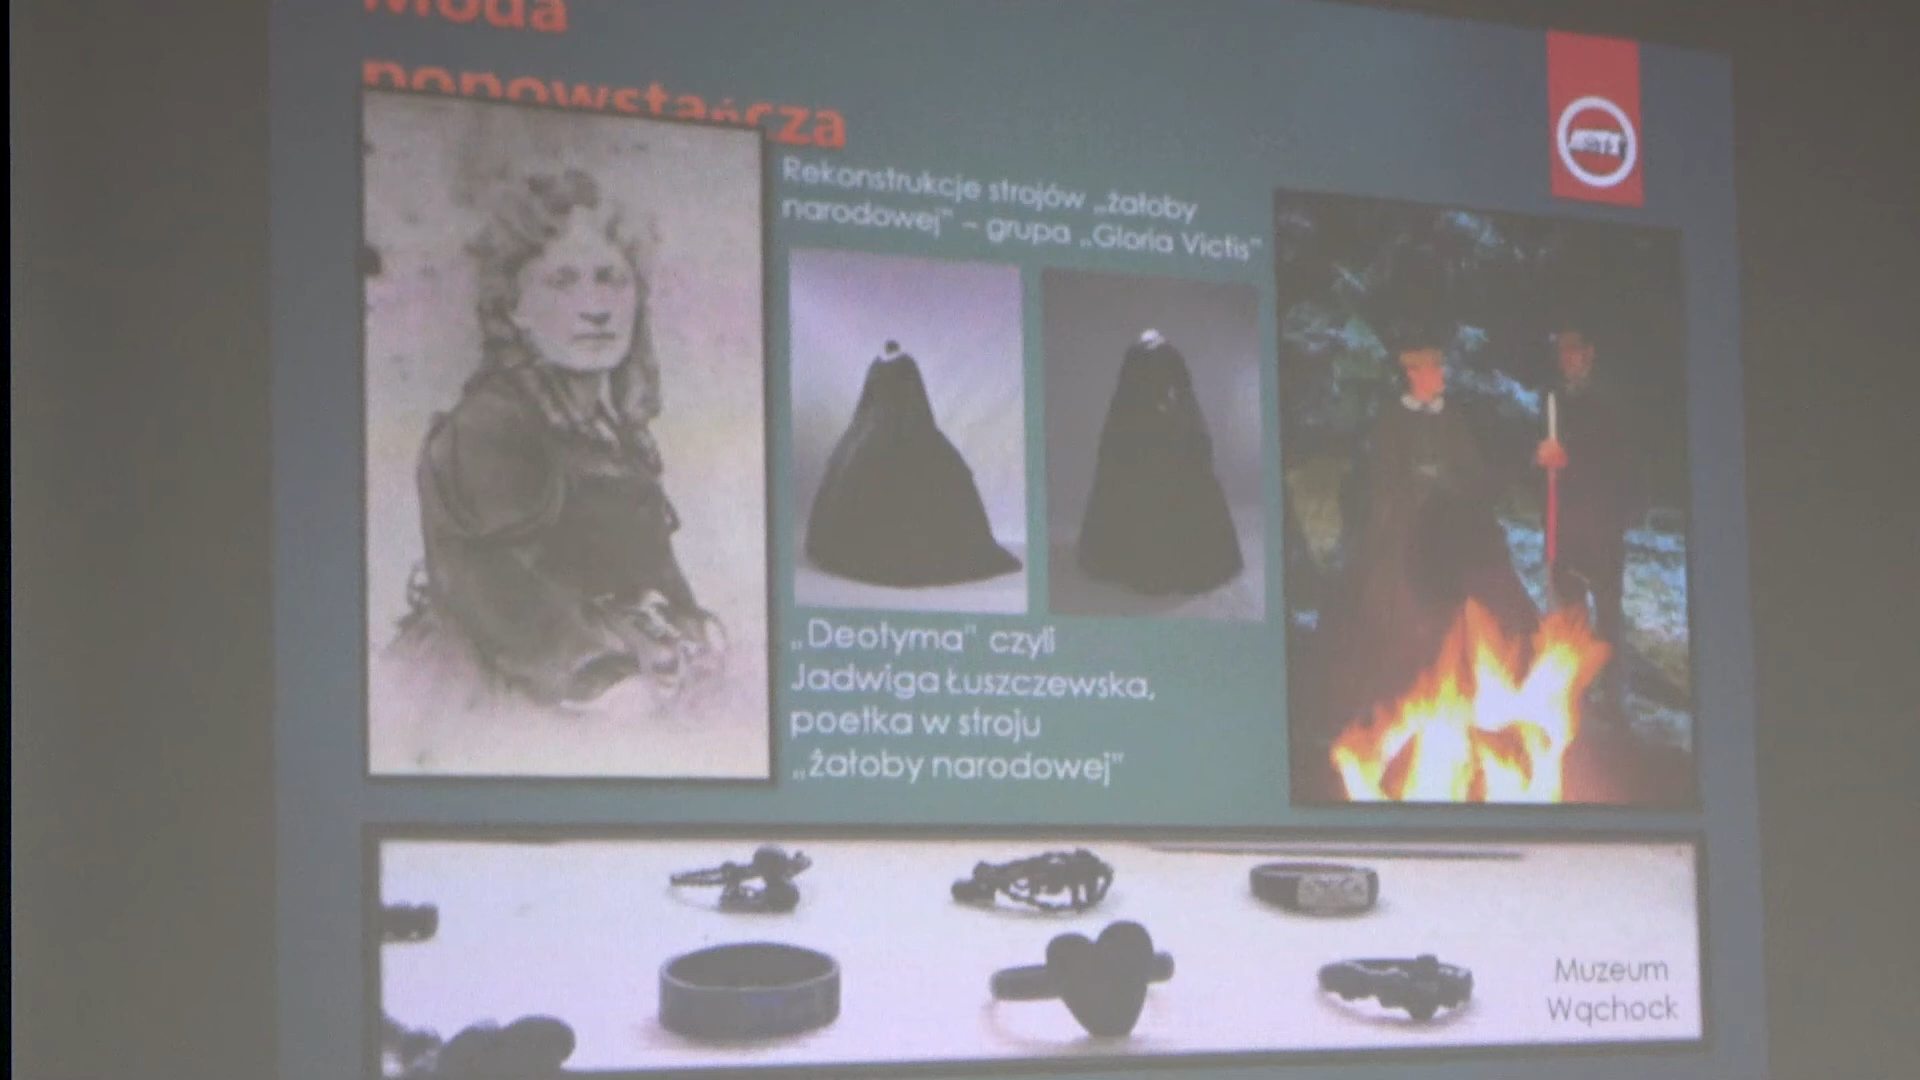 Moda
popowstańcza
Rekonstrukcje strojów „żałoby
narodowej” – grupa „Gloria Victis”
„Deotyma” czyli
Jadwiga Łuszczewska,
poetka w stroju
„żałoby narodowej”
Muzeum
Wąchock